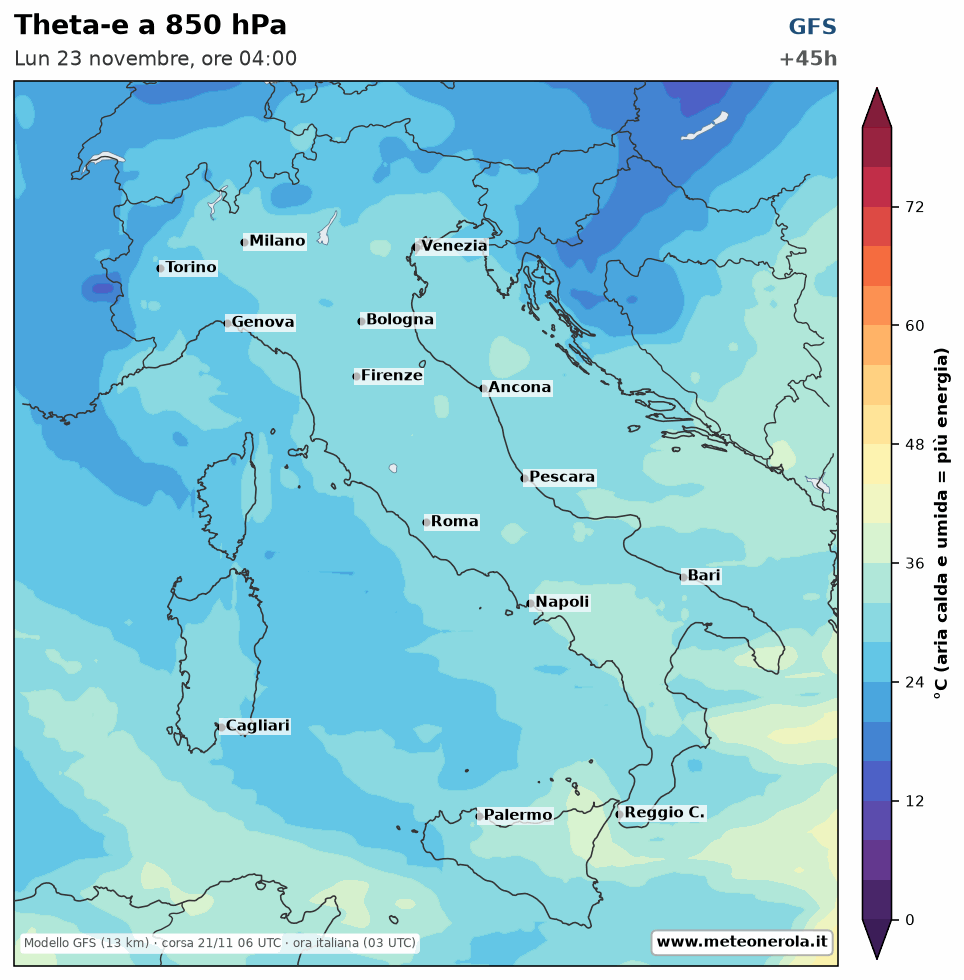 Theta-e a 850 hPa
GFS
Lun 23 novembre, ore 04:00
+45h
Milano
Venezia
Torino
Genova
Bologna
Firenze
Ancona
Pescara
Roma
Bari
Napoli
Cagliari
Palermo
Reggio C.
72
60
48
36
24
12
0
°C (aria calda e umida = più energia)
Modello GFS (13 km) · corsa 21/11 06 UTC · ora italiana (03 UTC)
www.meteonerola.it